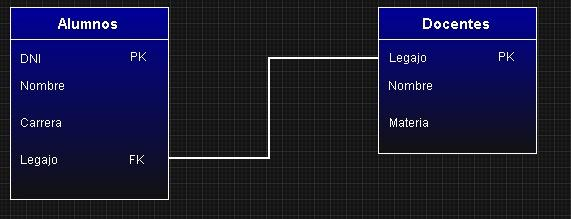 Alumnos
DNI PK
Nombre
Carrera
Legajo FK
Docentes
Legajo PK
Nombre
Materia